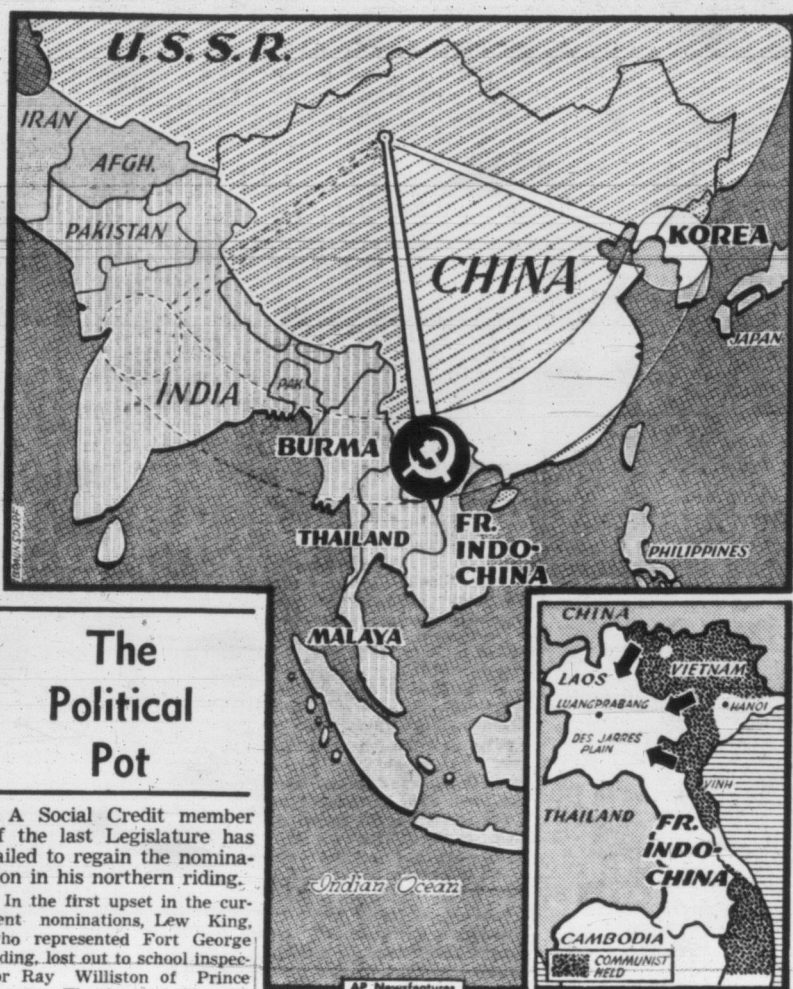 U.S.S.R.
IRAN
AFGH.
PAKISTAN
KOREA
CHINA
JAPAN
INDIA
PAK.
BURMA
THAILAND
FR.
INDO-
CHINA
PHILIPPINES
MALAYA
Indian Ocean
AP Newsfeatures
CHINA
LAOS
VIETNAM
LUANGPRABANG
HANOI
DES JARRES
PLAIN
VINH
THAILAND
FR.
INDO-
CHINA
CAMBODIA
COMMUNIST
HELD
The
Political
Pot
A Social Credit member
f the last Legislature has
ailed to regain the nomina-
on in his northern riding.
In the first upset in the cur-
ent nominations, Lew King,
ho represented Fort George
ding, lost out to school inspec-
or Ray Williston of Prince